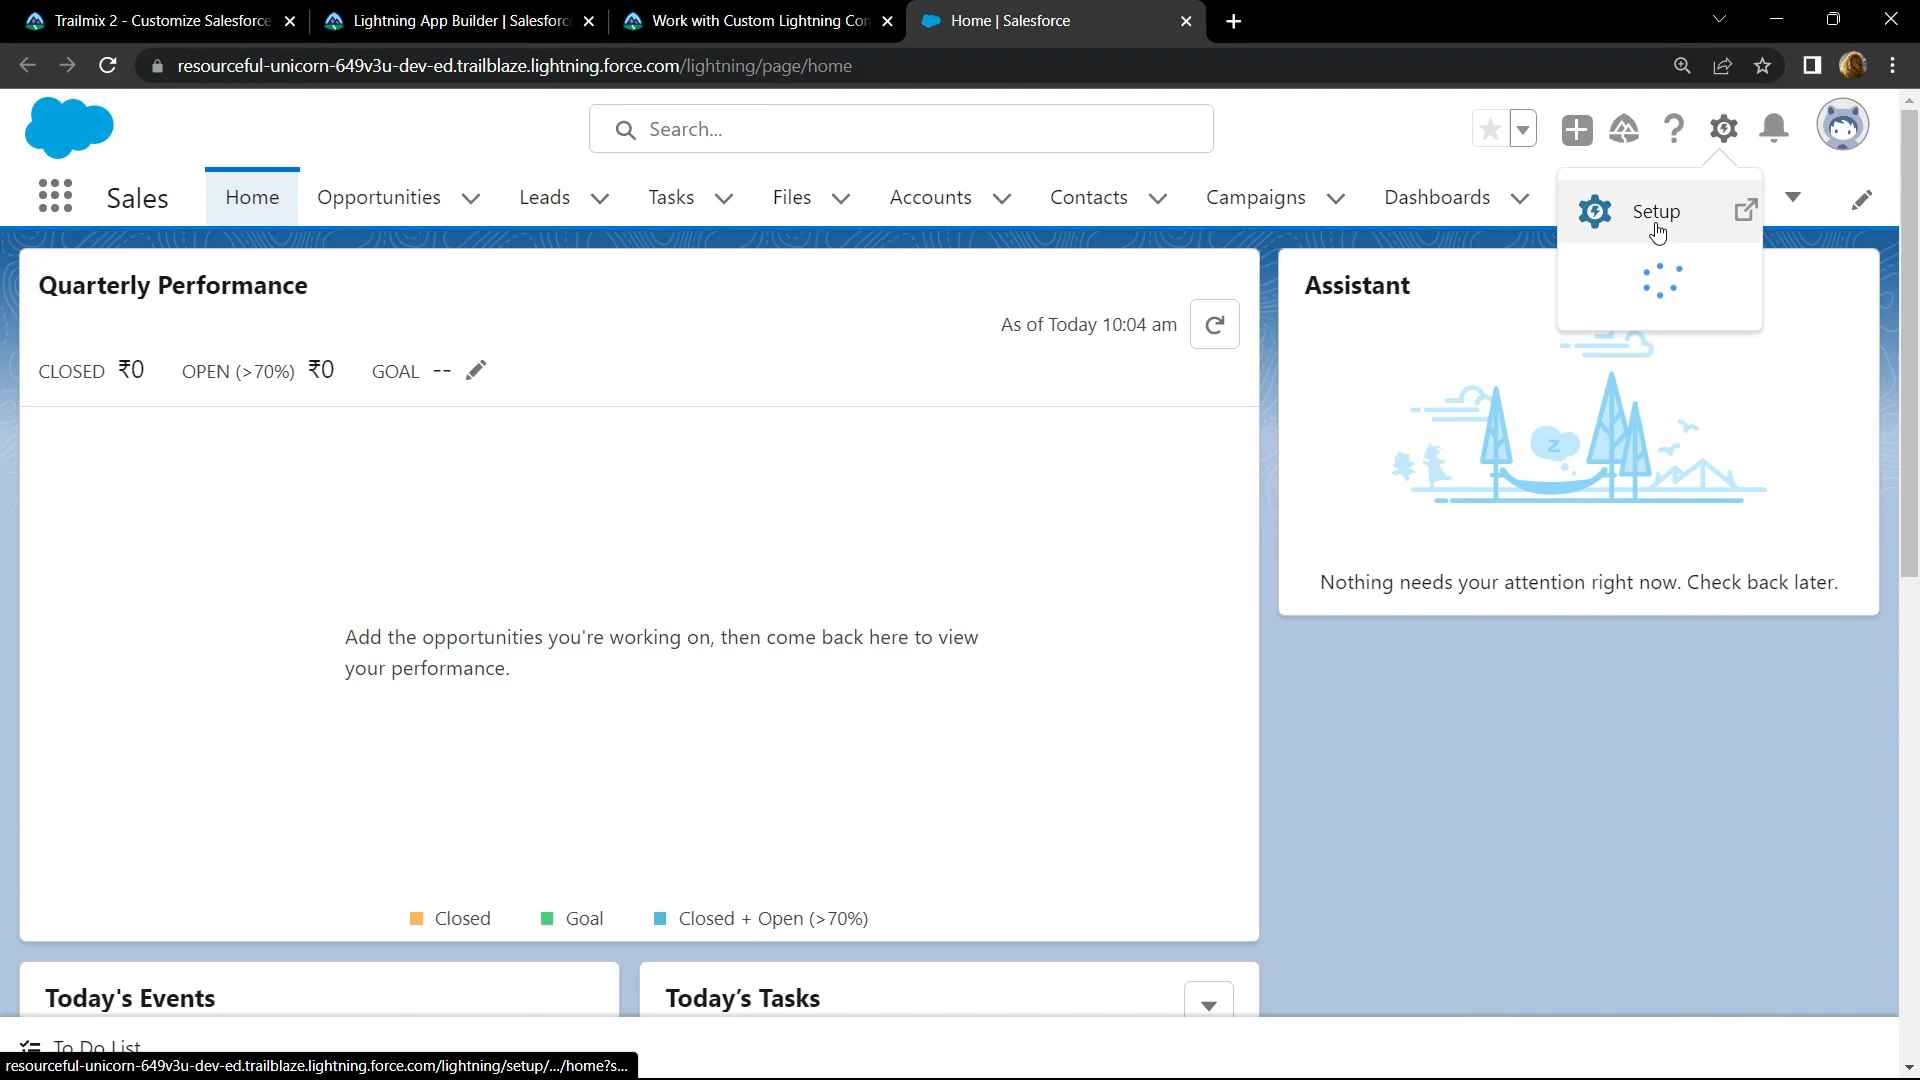 Trailmix 2 - Customize Salesforce
Lightning App Builder | Salesforc
Work with Custom Lightning Con
Home | Salesforce
resourceful-unicorn-649v3u-dev-ed.trailblaze.lightning.force.com/lightning/page/home
Search...
Sales
Home
Opportunities
Leads
Tasks
Files
Accounts
Contacts
Campaigns
Dashboards
Setup
Quarterly Performance
As of Today 10:04 am
CLOSED ₹0 OPEN (>70%) ₹0 GOAL --
Add the opportunities you're working on, then come back here to view
your performance.
Closed
Goal
Closed + Open (>70%)
Assistant
z
Nothing needs your attention right now. Check back later.
Today's Events
Today's Tasks
To Do List
resourceful-unicorn-649v3u-dev-ed.trailblaze.lightning.force.com/lightning/setup/.../home?s...